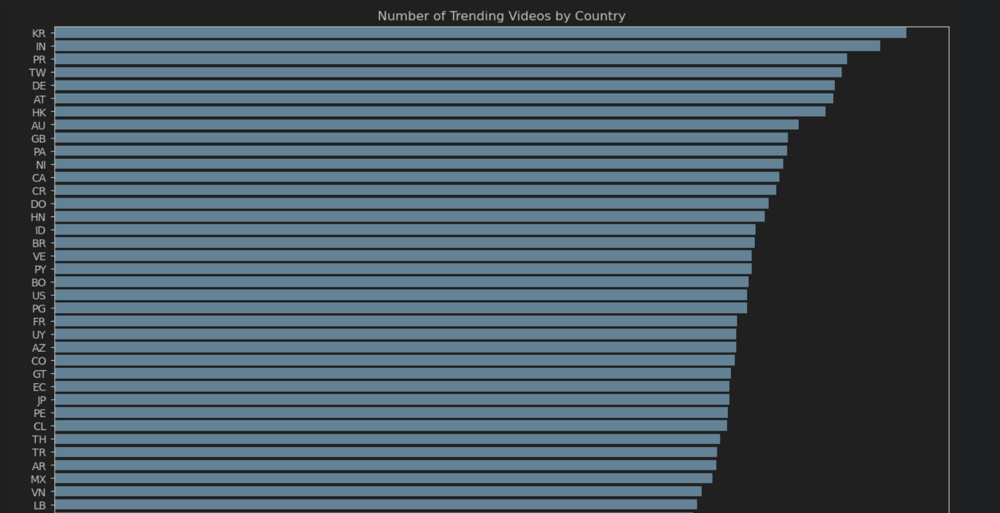 Number of Trending Videos by Country
KR
IN
PR
TW
DE
AT
HK
AU
GB
PA
NI
CA
CR
DO
HN
ID
BR
VE
PY
BO
US
PG
FR
UY
AZ
CO
GT
EC
JP
PE
CL
TH
TR
AR
MX
VN
LB